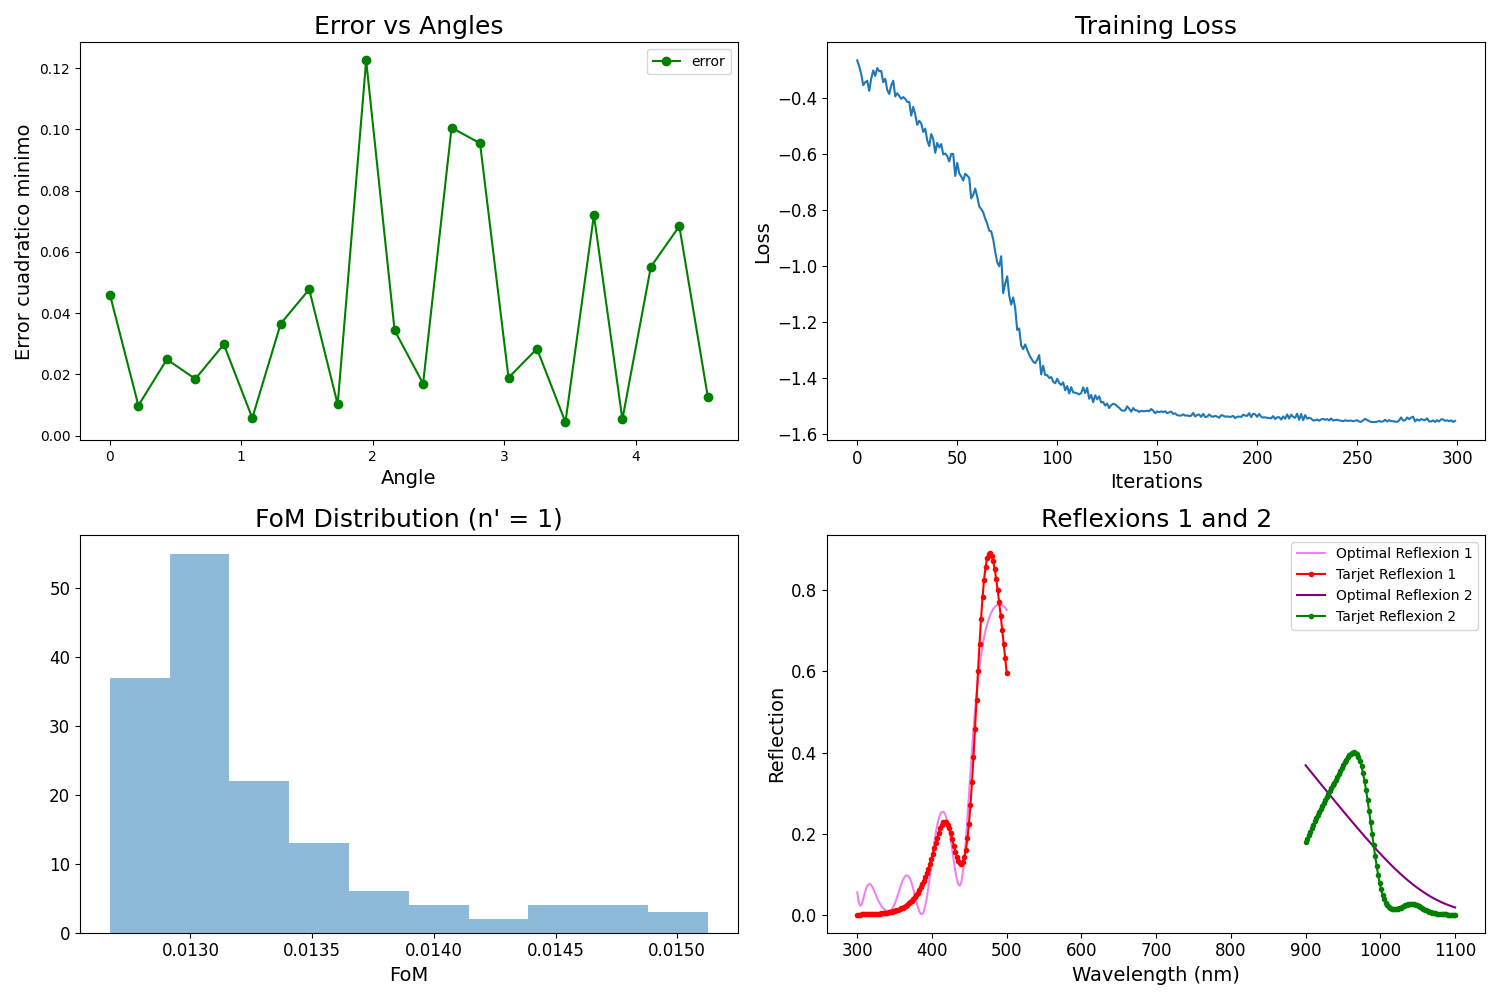 Error vs Angles
error
0.12
0.10
0.08
0.06
0.04
0.02
0.00
Error cuadratico minimo
0 1 2 3 4
Angle
Training Loss
−0.4
−0.6
−0.8
−1.0
−1.2
−1.4
−1.6
Loss
0 50 100 150 200 250 300
Iterations
FoM Distribution (n' = 1)
50
40
30
20
10
0
0.0130 0.0135 0.0140 0.0145 0.0150
FoM
Reflexions 1 and 2
Optimal Reflexion 1
Tarjet Reflexion 1
Optimal Reflexion 2
Tarjet Reflexion 2
0.8
0.6
0.4
0.2
0.0
Reflection
300 400 500 600 700 800 900 1000 1100
Wavelength (nm)